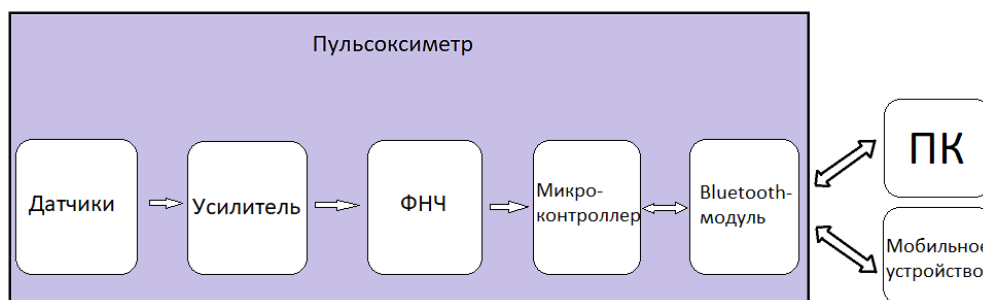 Пульсоксиметр
Датчики
Усилитель
ФНЧ
Микро-
контроллер
Bluetooth-
модуль
ПК
Мобильное
устройство